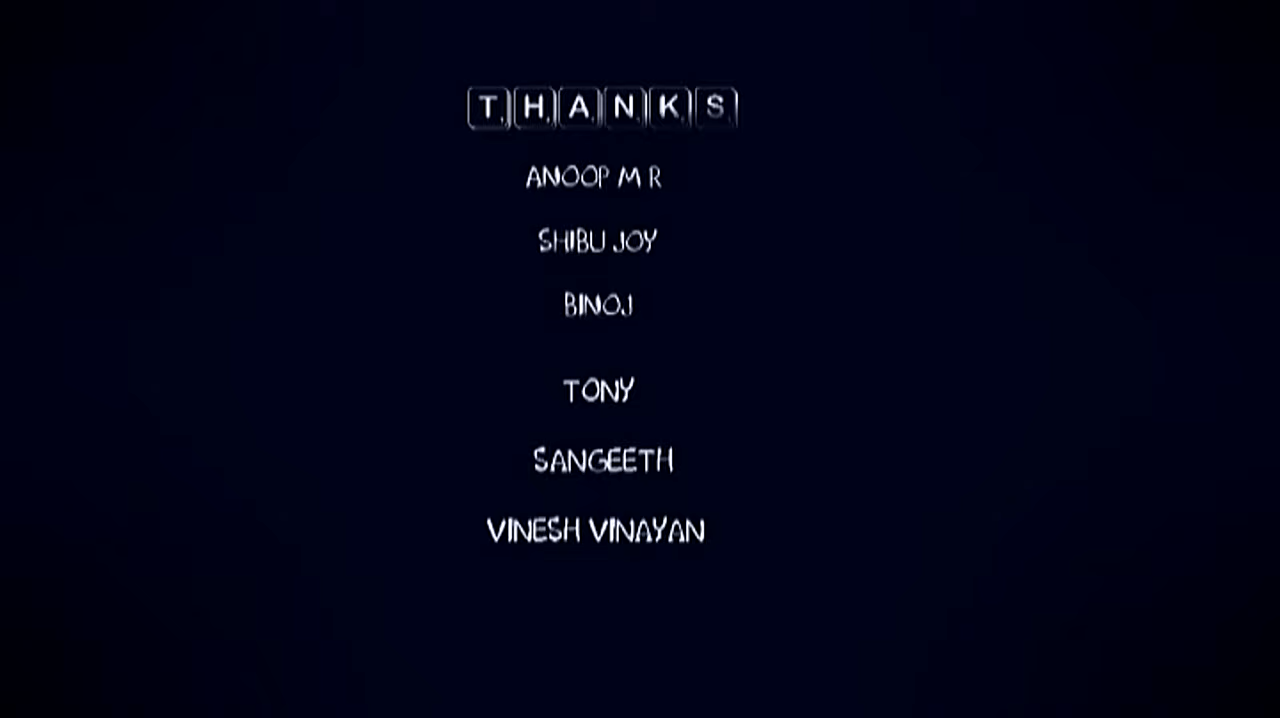 THANKS
ANOOP M R
SHIBU JOY
BINOJ
TONY
SANGEETH
VINESH VINAYAN